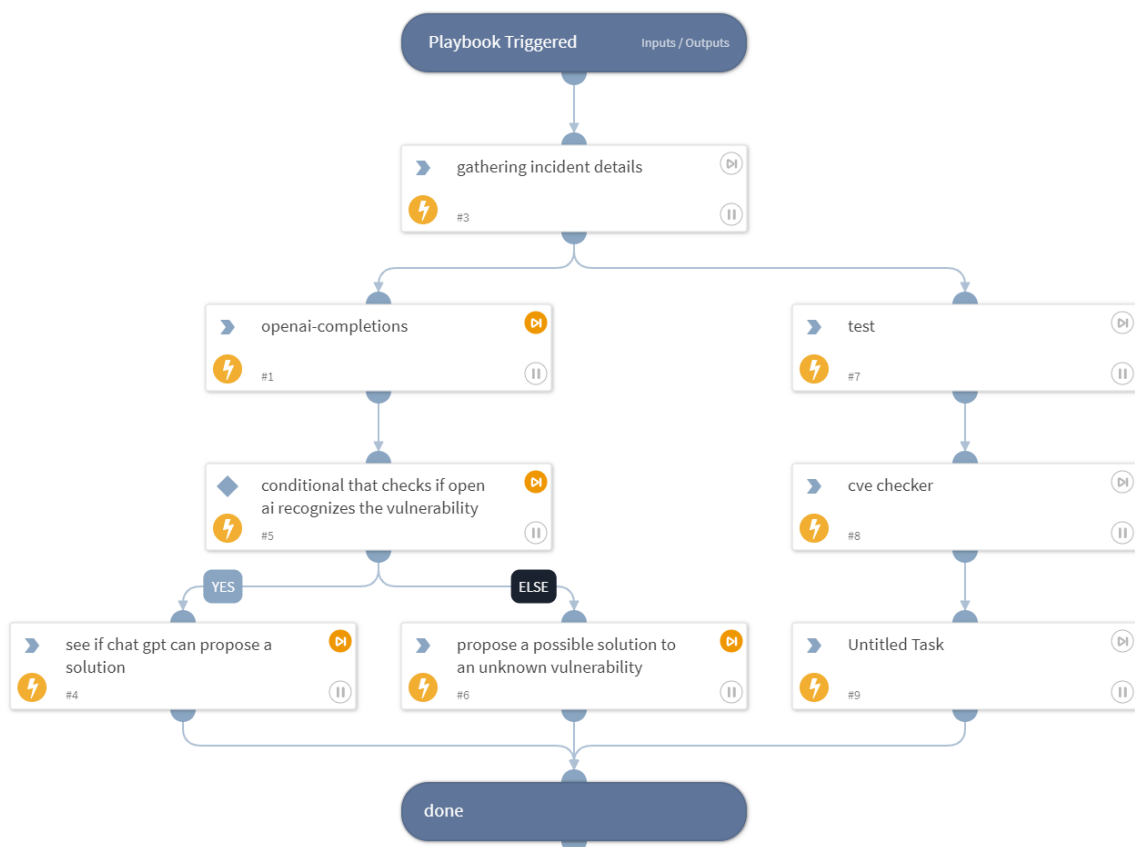 Playbook Triggered
Inputs / Outputs
gathering incident details
#3
openai-completions
#1
test
#7
conditional that checks if open
ai recognizes the vulnerability
#5
cve checker
#8
YES
ELSE
see if chat gpt can propose a
solution
#4
propose a possible solution to
an unknown vulnerability
#6
Untitled Task
#9
done